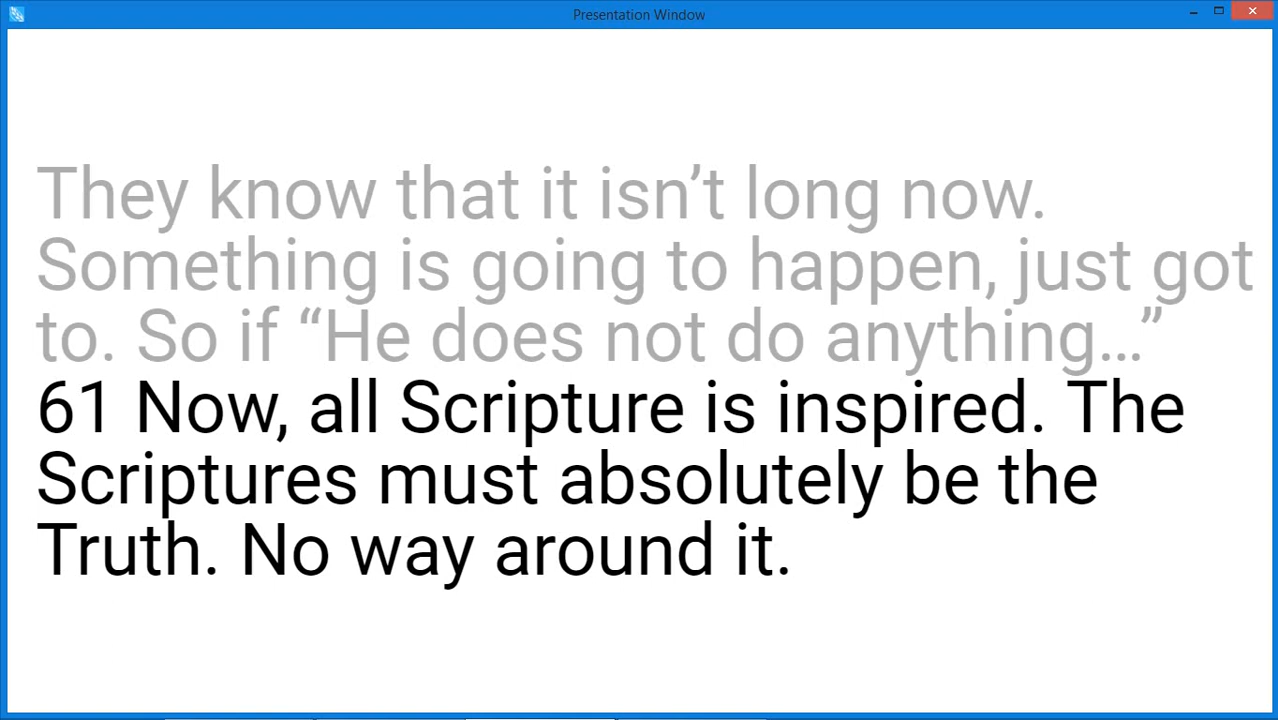 Presentation Window
They know that it isn’t long now.
Something is going to happen, just got
to. So if “He does not do anything…”
61 Now, all Scripture is inspired. The
Scriptures must absolutely be the
Truth. No way around it.